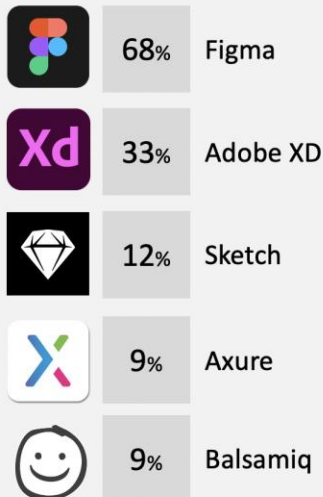 68% Figma
Xd 33% Adobe XD
12% Sketch
9% Axure
9% Balsamiq